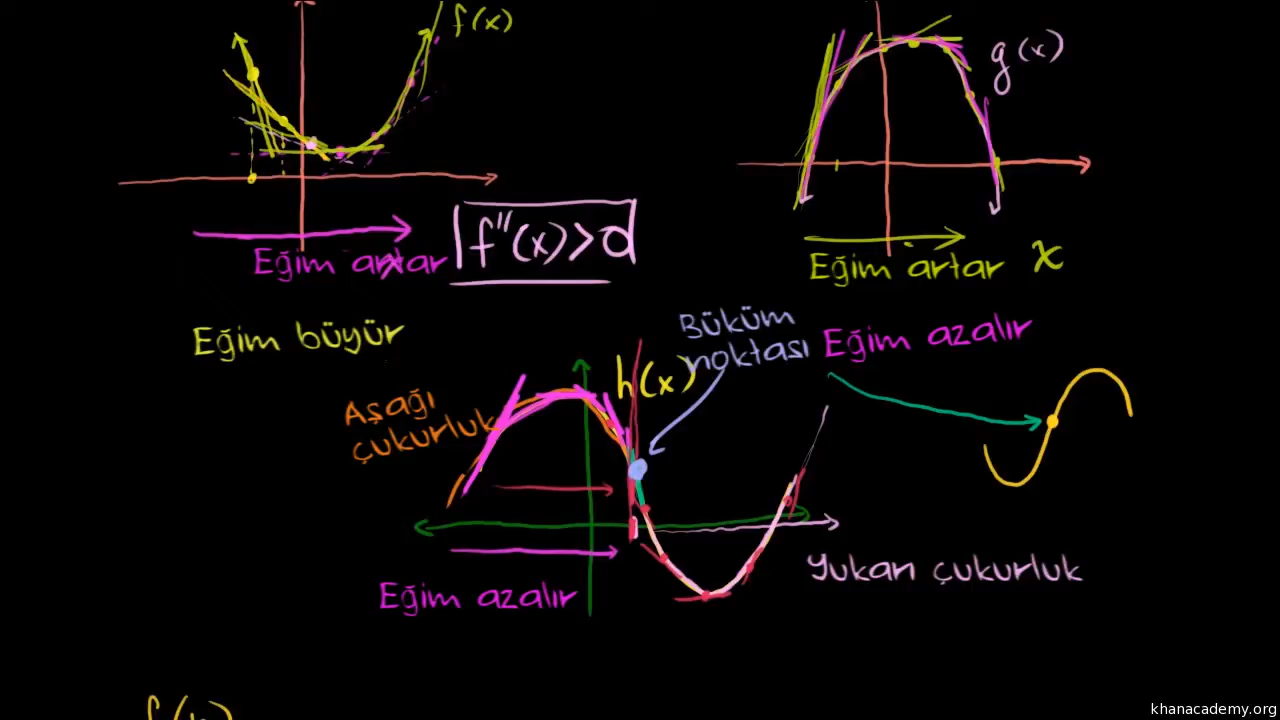 f(x)
g(x)
f''(x)>0
Eğim artar
Eğim artar x
Eğim büyür
Büküm
noktası
Eğim azalır
h(x)
Aşağı
çukurluk
Yukarı çukurluk
Eğim azalır
khanacademy.org